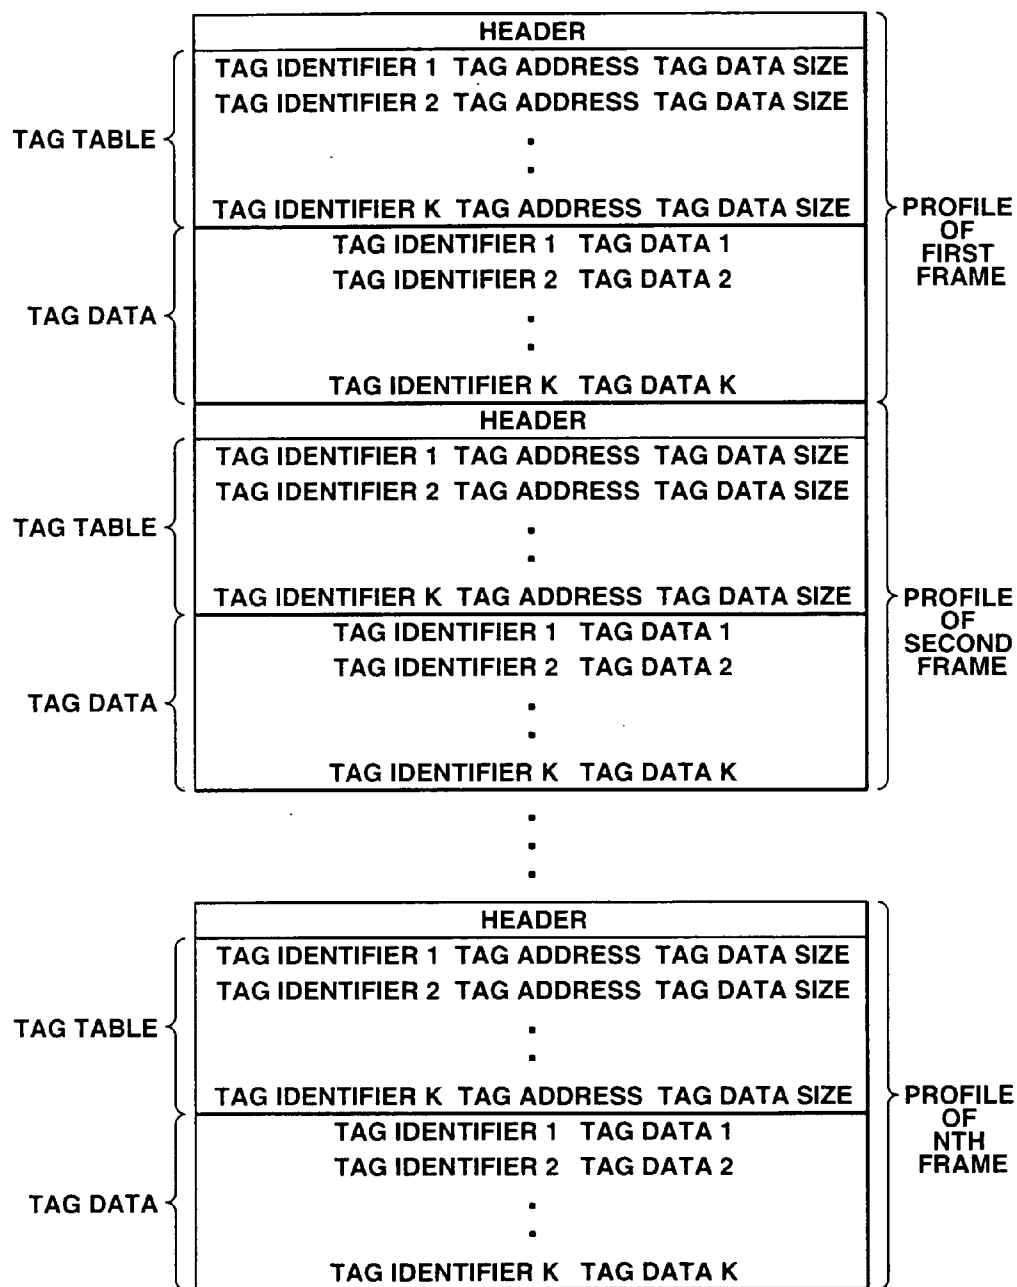 HEADER
TAG TABLE
TAG IDENTIFIER 1 TAG ADDRESS TAG DATA SIZE
TAG IDENTIFIER 2 TAG ADDRESS TAG DATA SIZE
TAG IDENTIFIER K TAG ADDRESS TAG DATA SIZE
TAG DATA
TAG IDENTIFIER 1 TAG DATA 1
TAG IDENTIFIER 2 TAG DATA 2
TAG IDENTIFIER K TAG DATA K
PROFILE
OF
FIRST
FRAME
HEADER
TAG TABLE
TAG IDENTIFIER 1 TAG ADDRESS TAG DATA SIZE
TAG IDENTIFIER 2 TAG ADDRESS TAG DATA SIZE
TAG IDENTIFIER K TAG ADDRESS TAG DATA SIZE
TAG DATA
TAG IDENTIFIER 1 TAG DATA 1
TAG IDENTIFIER 2 TAG DATA 2
TAG IDENTIFIER K TAG DATA K
PROFILE
OF
SECOND
FRAME
HEADER
TAG TABLE
TAG IDENTIFIER 1 TAG ADDRESS TAG DATA SIZE
TAG IDENTIFIER 2 TAG ADDRESS TAG DATA SIZE
TAG IDENTIFIER K TAG ADDRESS TAG DATA SIZE
TAG DATA
TAG IDENTIFIER 1 TAG DATA 1
TAG IDENTIFIER 2 TAG DATA 2
TAG IDENTIFIER K TAG DATA K
PROFILE
OF
NTH
FRAME